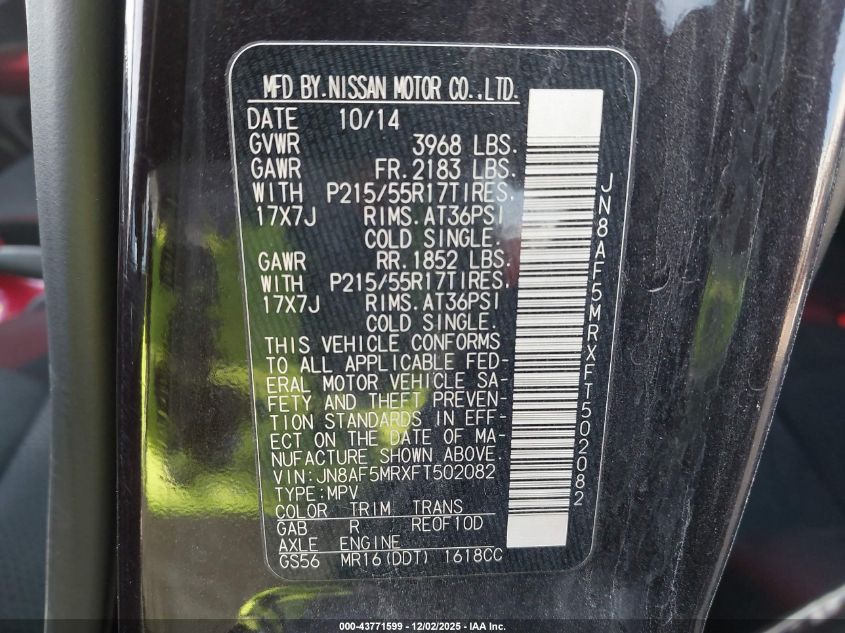 MFD BY.NISSAN MOTOR CO.,LTD.
DATE 10/14
GVWR 3968 LBS.
GAWR FR.2183 LBS.
WITH P215/55R17TIRES.
17X7J RIMS.AT36PSI
COLD SINGLE.
GAWR RR.1852 LBS.
WITH P215/55R17TIRES.
17X7J RIMS.AT36PSI
COLD SINGLE.
THIS VEHICLE CONFORMS
TO ALL APPLICABLE FED-
ERAL MOTOR VEHICLE SA-
FETY AND THEFT PREVEN-
TION STANDARDS IN EFF-
ECT ON THE DATE OF MA-
NUFACTURE SHOWN ABOVE.
VIN:JN8AF5MRXFT502082
TYPE:MPV
COLOR TRIM TRANS
GAB R RE0F10D
AXLE ENGINE
GS56 MR16(DDT) 1618CC
JN8AF5MRXFT502082
000-43771599 - 12/02/2025 - IAA Inc.